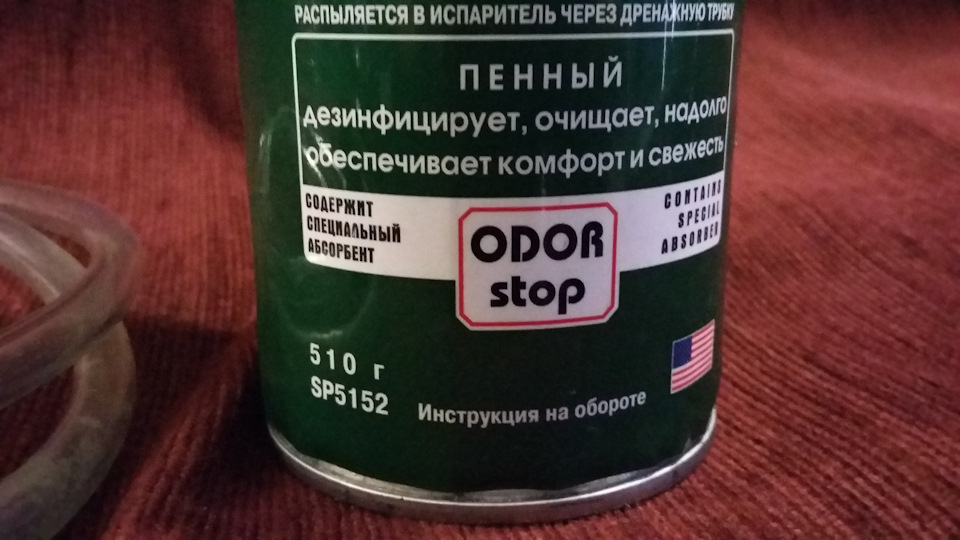 РАСПЫЛЯЕТСЯ В ИСПАРИТЕЛЬ ЧЕРЕЗ ДРЕНАЖНУЮ ТРУБКУ
ПЕННЫЙ
дезинфицирует, очищает, надолго
обеспечивает комфорт и свежесть
СОДЕРЖИТ
СПЕЦИАЛЬНЫЙ
АБСОРБЕНТ
ODOR
stop
CONTAINS
SPECIAL
ABSORBER
510 г
SP5152
Инструкция на обороте